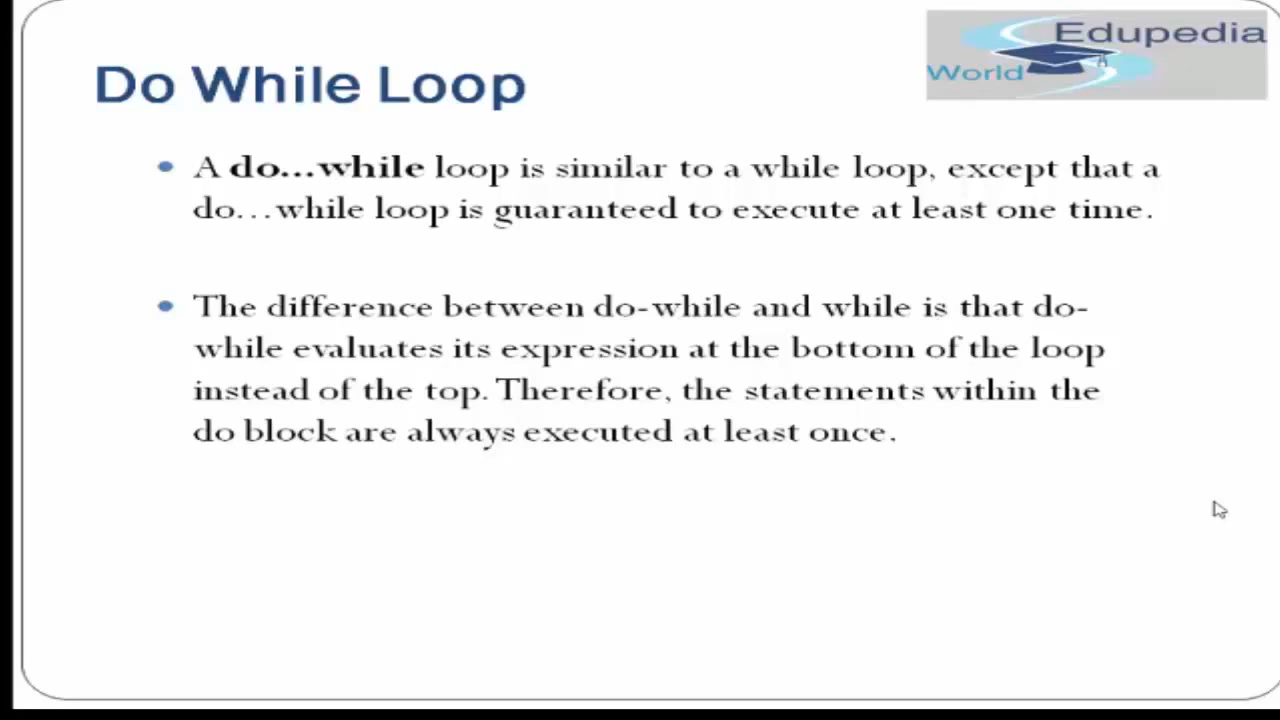 Edupedia
World
Do While Loop
• A do...while loop is similar to a while loop, except that a
do...while loop is guaranteed to execute at least one time.
• The difference between do-while and while is that do-
while evaluates its expression at the bottom of the loop
instead of the top. Therefore, the statements within the
do block are always executed at least once.